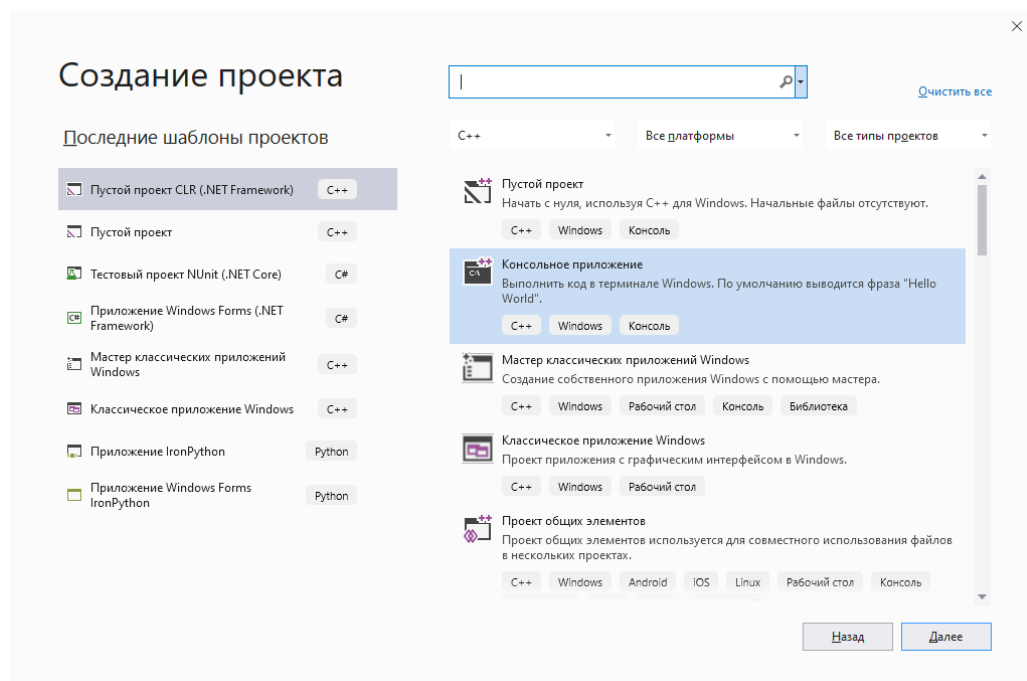 Создание проекта
Очистить все
Последние шаблоны проектов
Пустой проект CLR (.NET Framework) C++
Пустой проект C++
Тестовый проект NUnit (.NET Core) C#
Приложение Windows Forms (.NET
Framework) C#
Мастер классических приложений
Windows C++
Классическое приложение Windows C++
Приложение IronPython Python
Приложение Windows Forms
IronPython Python
C++ Все платформы Все типы проектов
Пустой проект
Начать с нуля, используя C++ для Windows. Начальные файлы отсутствуют.
C++ Windows Консоль
Консольное приложение
Выполнить код в терминале Windows. По умолчанию выводится фраза "Hello
World".
C++ Windows Консоль
Мастер классических приложений Windows
Создание собственного приложения Windows с помощью мастера.
C++ Windows Рабочий стол Консоль Библиотека
Классическое приложение Windows
Проект приложения с графическим интерфейсом в Windows.
C++ Windows Рабочий стол
Проект общих элементов
Проект общих элементов используется для совместного использования файлов
в нескольких проектах.
C++ Windows Android iOS Linux Рабочий стол Консоль
Назад Далее